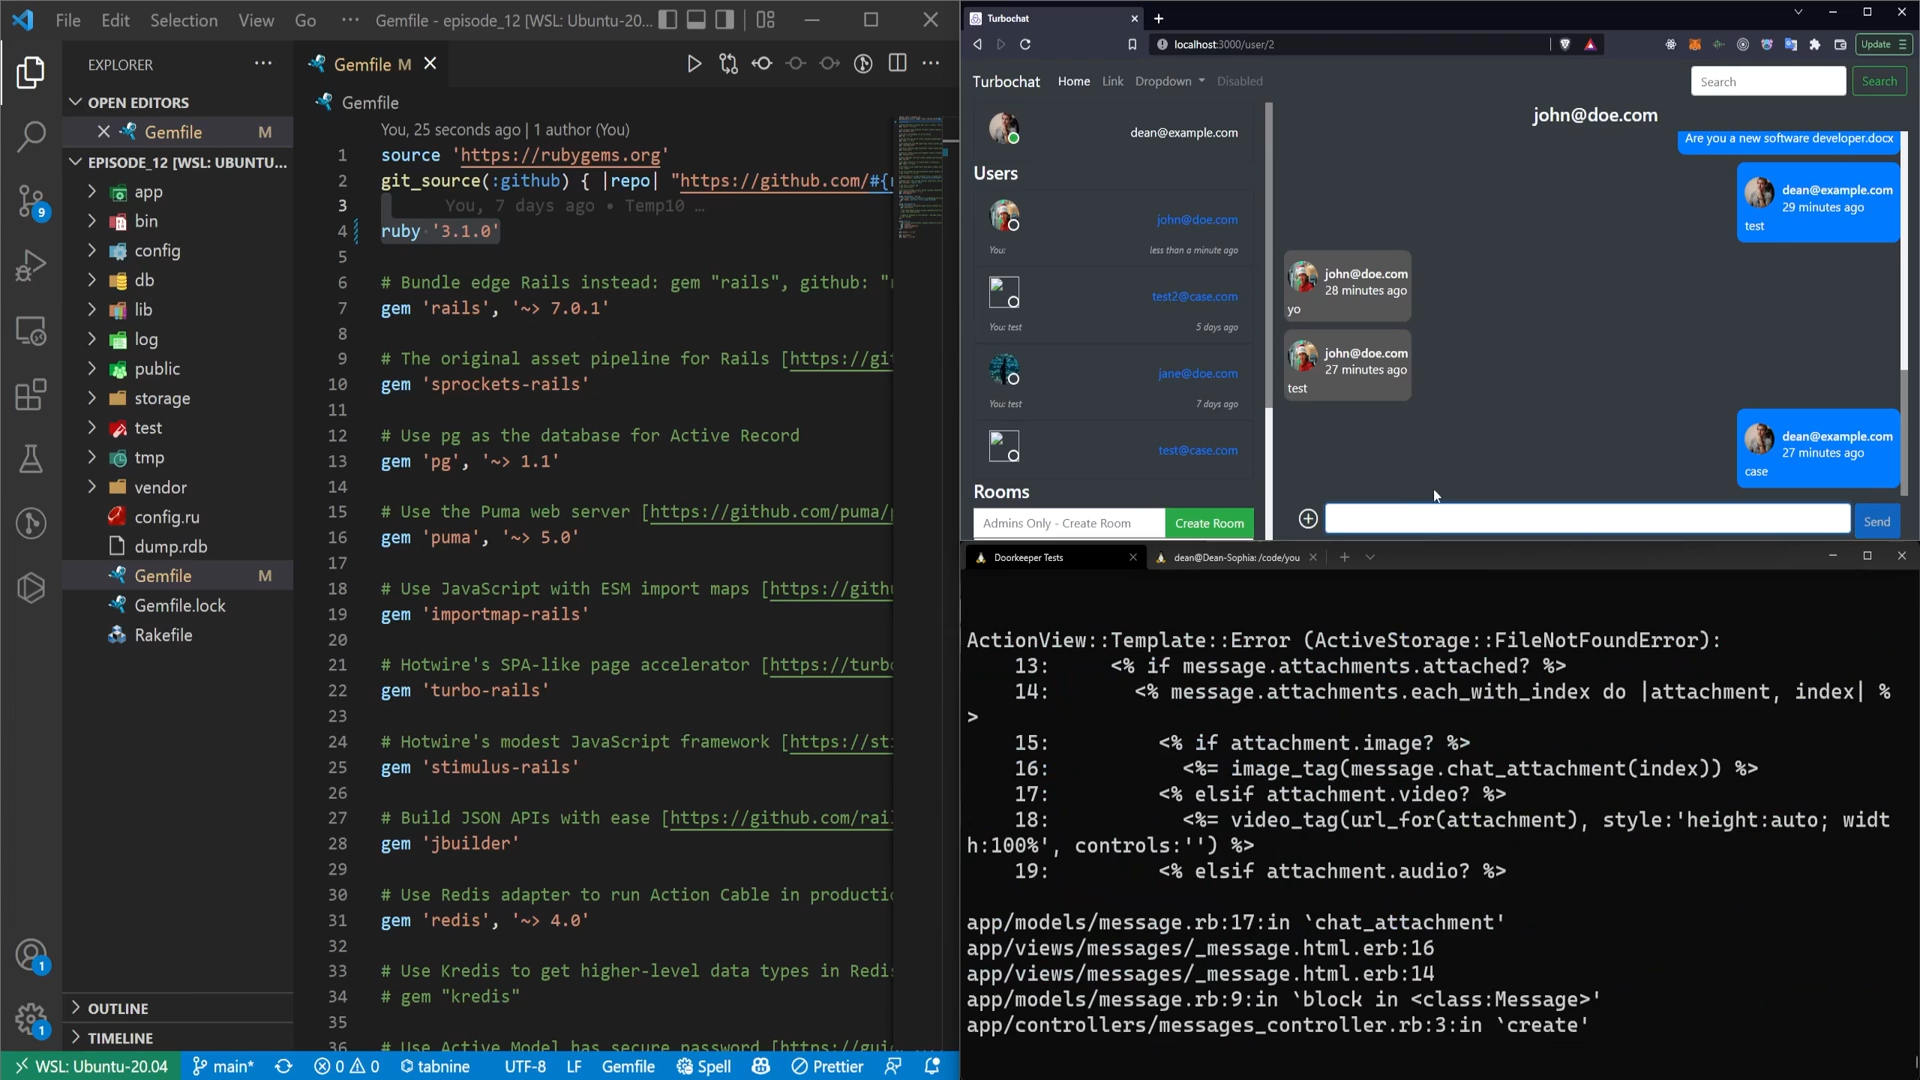 File Edit Selection View Go ··· Gemfile - episode_12 [WSL: Ubuntu-20...
EXPLORER ···
OPEN EDITORS
Gemfile M
EPISODE_12 [WSL: UBUNTU...
app
bin
config
db
lib
log
public
storage
test
tmp
vendor
config.ru
dump.rdb
Gemfile M
Gemfile.lock
Rakefile
OUTLINE
TIMELINE
9
1
1
Gemfile M
Gemfile
You, 25 seconds ago | 1 author (You)
1 source 'https://rubygems.org'
2 git_source(:github) { |repo| "https://github.com/#{
3 You, 7 days ago • Temp10 …
4 ruby '3.1.0'
5
6 # Bundle edge Rails instead: gem "rails", github: "
7 gem 'rails', '~> 7.0.1'
8
9 # The original asset pipeline for Rails [https://gi
10 gem 'sprockets-rails'
11
12 # Use pg as the database for Active Record
13 gem 'pg', '~> 1.1'
14
15 # Use the Puma web server [https://github.com/puma/
16 gem 'puma', '~> 5.0'
17
18 # Use JavaScript with ESM import maps [https://gith
19 gem 'importmap-rails'
20
21 # Hotwire's SPA-like page accelerator [https://turb
22 gem 'turbo-rails'
23
24 # Hotwire's modest JavaScript framework [https://st
25 gem 'stimulus-rails'
26
27 # Build JSON APIs with ease [https://github.com/rai
28 gem 'jbuilder'
29
30 # Use Redis adapter to run Action Cable in producti
31 gem 'redis', '~> 4.0'
32
33 # Use Kredis to get higher-level data types in Redi
34 # gem "kredis"
35
36 # Use Active Model has_secure_password [https://gui
WSL: Ubuntu-20.04 main* 0 0 tabnine UTF-8 LF Gemfile Spell Prettier
Turbochat
localhost:3000/user/2 Update
Turbochat Home Link Dropdown Disabled Search Search
dean@example.com
Users
john@doe.com
You: less than a minute ago
test2@case.com
You: test 5 days ago
jane@doe.com
You: test 7 days ago
test@case.com
Rooms
Admins Only - Create Room Create Room
john@doe.com
Are you a new software developer.docx
dean@example.com
29 minutes ago
test
john@doe.com
28 minutes ago
yo
john@doe.com
27 minutes ago
test
dean@example.com
27 minutes ago
case
Send
Doorkeeper Tests dean@Dean-Sophia: /code/you
ActionView::Template::Error (ActiveStorage::FileNotFoundError):
13: <% if message.attachments.attached? %>
14: <% message.attachments.each_with_index do |attachment, index| %
>
15: <% if attachment.image? %>
16: <%= image_tag(message.chat_attachment(index)) %>
17: <% elsif attachment.video? %>
18: <%= video_tag(url_for(attachment), style:'height:auto; widt
h:100%', controls:'') %>
19: <% elsif attachment.audio? %>
app/models/message.rb:17:in `chat_attachment'
app/views/messages/_message.html.erb:16
app/views/messages/_message.html.erb:14
app/models/message.rb:9:in `block in <class:Message>'
app/controllers/messages_controller.rb:3:in `create'